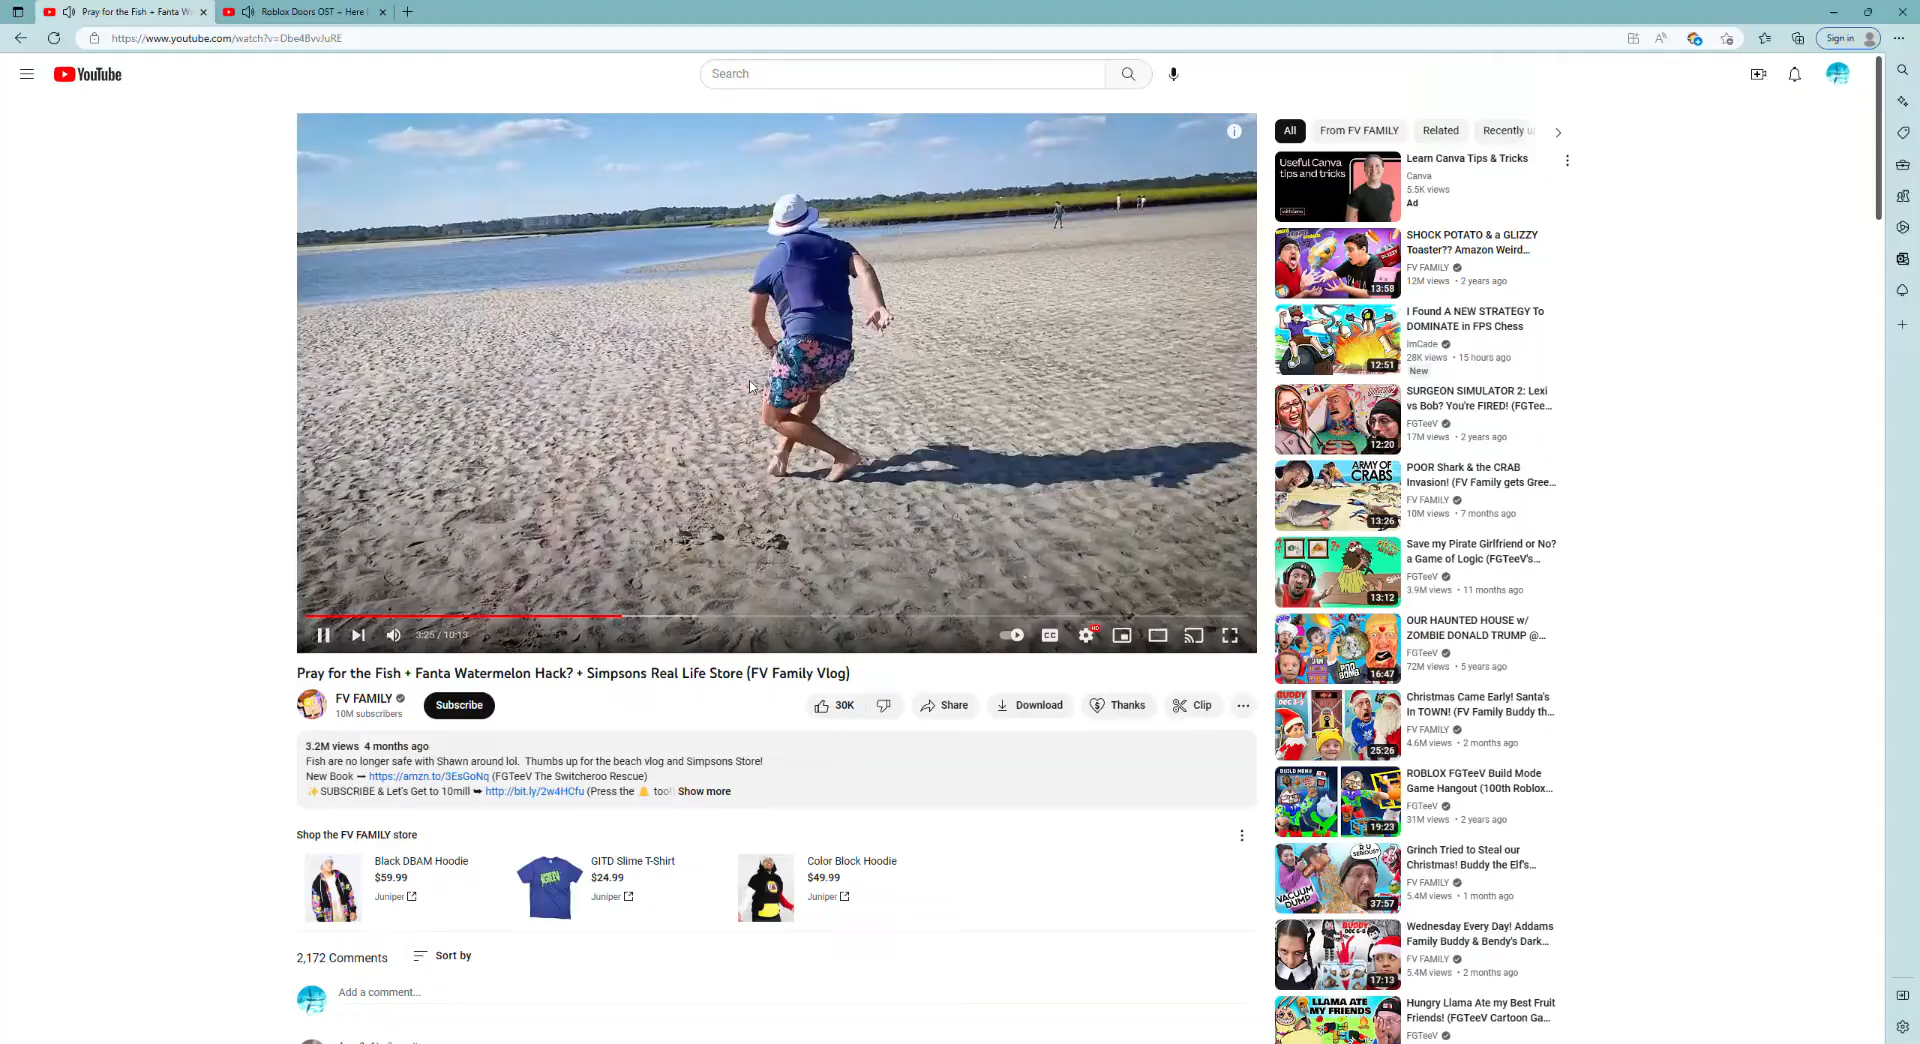 Pray for the Fish + Fanta W
Roblox Doors OST ~ Here
https://www.youtube.com/watch?v=Dbe4BvvJuRE
Sign in
YouTube
Search
3:25 / 10:13
CC
HD
Pray for the Fish + Fanta Watermelon Hack? + Simpsons Real Life Store (FV Family Vlog)
FV FAMILY
10M subscribers
Subscribe
30K
Share
Download
Thanks
Clip
3.2M views 4 months ago
Fish are no longer safe with Shawn around lol. Thumbs up for the beach vlog and Simpsons Store!
New Book ➡ https://amzn.to/3EsGoNq (FGTeeV The Switcheroo Rescue)
✨SUBSCRIBE & Let's Get to 10mill ➥ http://bit.ly/2w4HCfu (Press the 🔔 too!) Show more
Shop the FV FAMILY store
Black DBAM Hoodie
$59.99
Juniper
GITD Slime T-Shirt
$24.99
Juniper
Color Block Hoodie
$49.99
Juniper
2,172 Comments
Sort by
Add a comment...
All
From FV FAMILY
Related
Recently u
Useful Canva
tips and tricks
Learn Canva Tips & Tricks
Canva
5.5K views
Ad
GLIZZY
13:58
SHOCK POTATO & a GLIZZY
Toaster?? Amazon Weird...
FV FAMILY
12M views • 2 years ago
12:51
I Found A NEW STRATEGY To
DOMINATE in FPS Chess
ImCade
28K views • 15 hours ago
New
12:20
SURGEON SIMULATOR 2: Lexi
vs Bob? You're FIRED! (FGTee...
FGTeeV
17M views • 2 years ago
ARMY OF
CRABS
13:26
POOR Shark & the CRAB
Invasion! (FV Family gets Gree...
FV FAMILY
10M views • 7 months ago
13:12
Save my Pirate Girlfriend or No?
a Game of Logic (FGTeeV's...
FGTeeV
3.9M views • 11 months ago
16:47
OUR HAUNTED HOUSE w/
ZOMBIE DONALD TRUMP @...
FGTeeV
72M views • 5 years ago
BUDDY
DEC 3-5
25:26
Christmas Came Early! Santa's
In TOWN! (FV Family Buddy th...
FV FAMILY
4.6M views • 2 months ago
BUILD MENU
19:23
ROBLOX FGTeeV Build Mode
Game Hangout (100th Roblox...
FGTeeV
31M views • 2 years ago
R U
SERIOUS?
VACUUM
DUMP
37:57
Grinch Tried to Steal our
Christmas! Buddy the Elf's...
FV FAMILY
5.4M views • 1 month ago
BUDDY
DEC 6-8
17:13
Wednesday Every Day! Addams
Family Buddy & Bendy's Dark...
FV FAMILY
5.4M views • 2 months ago
LLAMA ATE
MY FRIENDS
Hungry Llama Ate my Best Fruit
Friends! (FGTeeV Cartoon Ga...
FGTeeV